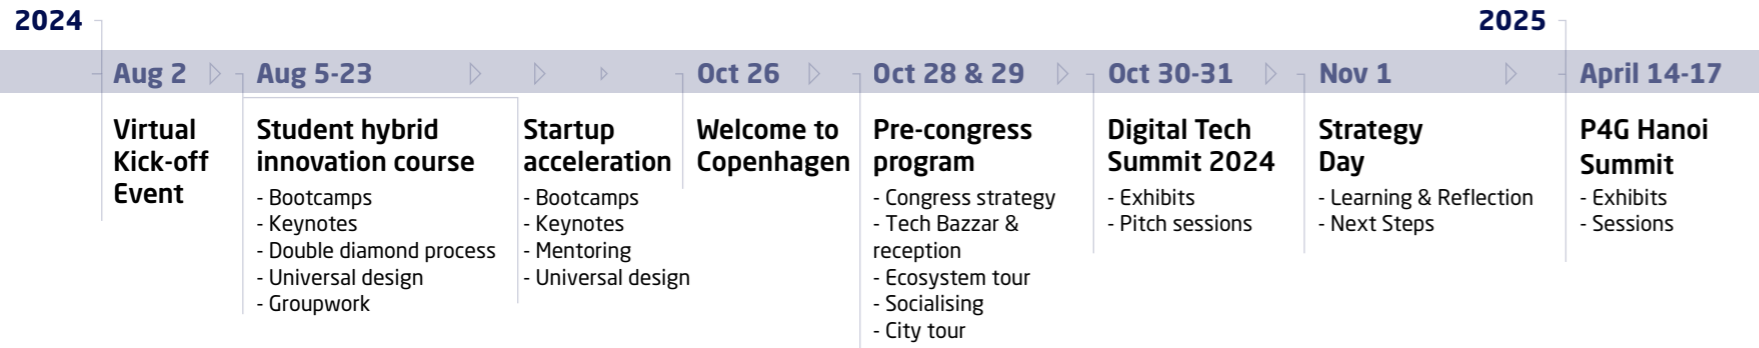 2024
2025
Aug 2
Aug 5-23
Oct 26
Oct 28 & 29
Oct 30-31
Nov 1
April 14-17
Virtual
Kick-off
Event
Student hybrid
innovation course
- Bootcamps
- Keynotes
- Double diamond process
- Universal design
- Groupwork
Startup
acceleration
- Bootcamps
- Keynotes
- Mentoring
- Universal design
Welcome to
Copenhagen
Pre-congress
program
- Congress strategy
- Tech Bazzar &
reception
- Ecosystem tour
- Socialising
- City tour
Digital Tech
Summit 2024
- Exhibits
- Pitch sessions
Strategy
Day
- Learning & Reflection
- Next Steps
P4G Hanoi
Summit
- Exhibits
- Sessions